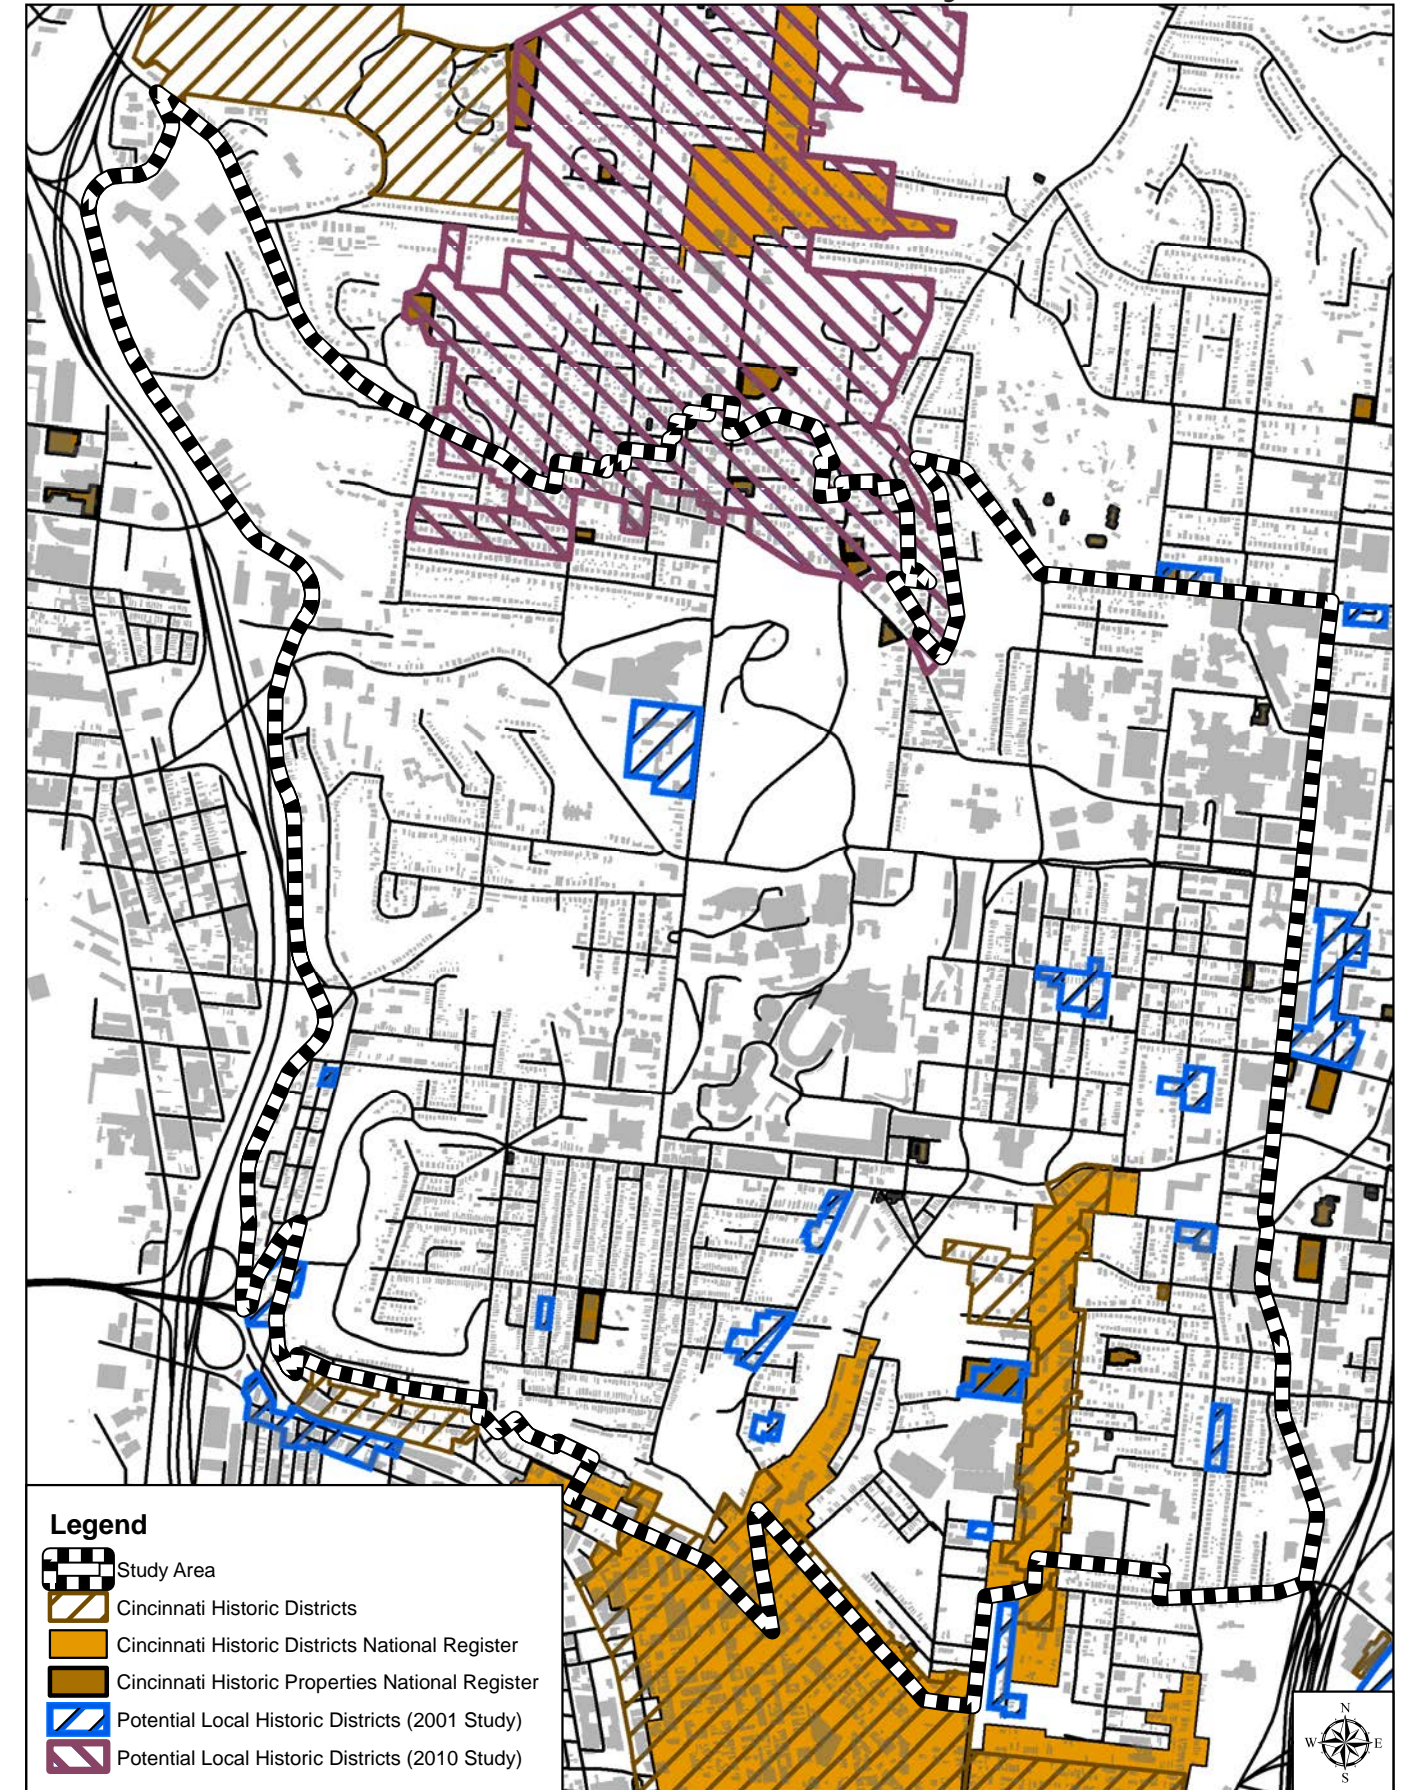 Legend
Study Area
Cincinnati Historic Districts
Cincinnati Historic Districts National Register
Cincinnati Historic Properties National Register
Potential Local Historic Districts (2001 Study)
Potential Local Historic Districts (2010 Study)
N
W E
S